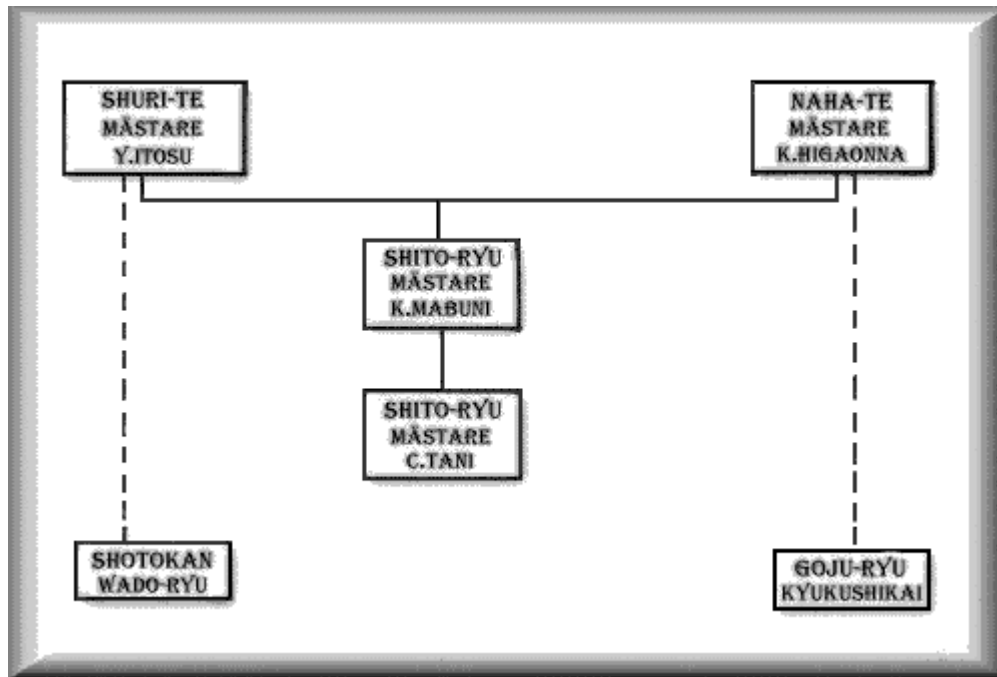 SHURI-TE
MÄSTARE
Y.ITOSU
NAHA-TE
MÄSTARE
K.HIGAONNA
SHITO-RYU
MÄSTARE
K.MABUNI
SHITO-RYU
MÄSTARE
C.TANI
SHOTOKAN
WADO-RYU
GOJU-RYU
KYUKUSHIKAI